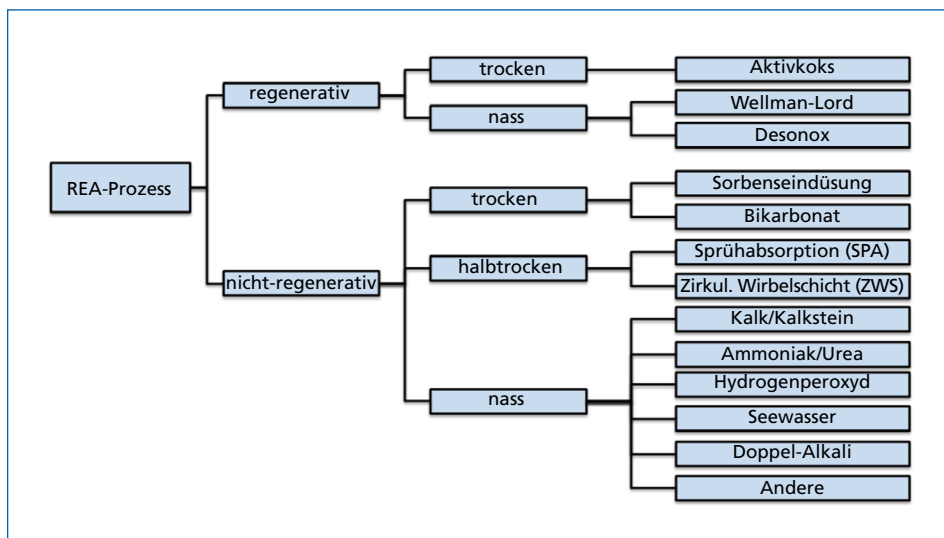 REA-Prozess
regenerativ
trocken
Aktivkoks
nass
Wellman-Lord
Desonox
nicht-regenerativ
trocken
Sorbenseindüsung
Bikarbonat
halbtrocken
Sprühabsorption (SPA)
Zirkul. Wirbelschicht (ZWS)
nass
Kalk/Kalkstein
Ammoniak/Urea
Hydrogenperoxyd
Seewasser
Doppel-Alkali
Andere